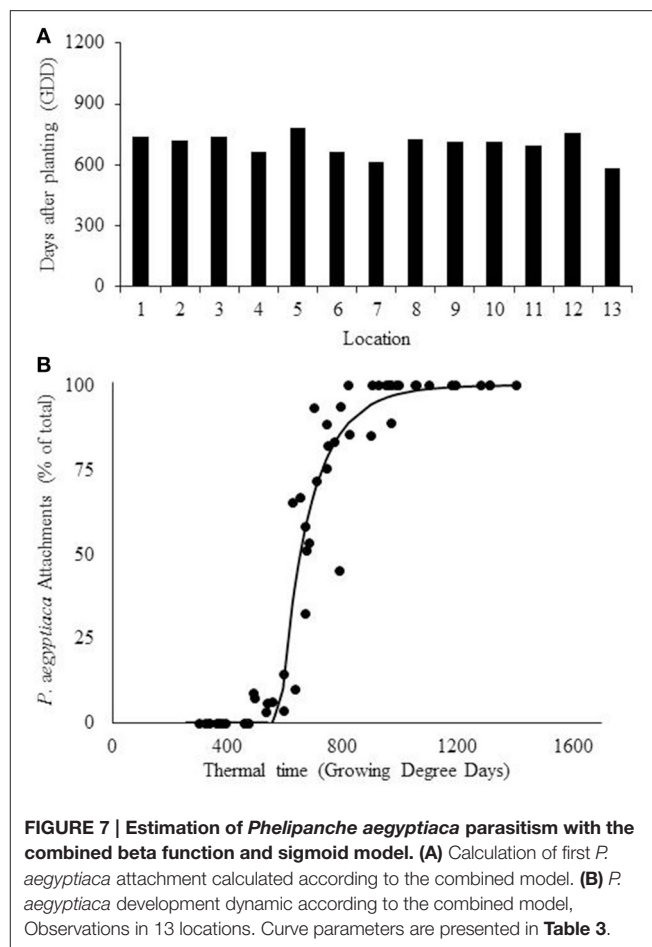 A
1200
900
600
300
0
Days after planting (GDD)
1 2 3 4 5 6 7 8 9 10 11 12 13
Location
B
100
75
50
25
0
P. aegyptiaca Attachments (% of total)
0 400 800 1200 1600
Thermal time (Growing Degree Days)
FIGURE 7 | Estimation of Phelipanche aegyptiaca parasitism with the
combined beta function and sigmoid model. (A) Calculation of first P.
aegyptiaca attachment calculated according to the combined model. (B) P.
aegyptiaca development dynamic according to the combined model,
Observations in 13 locations. Curve parameters are presented in Table 3.